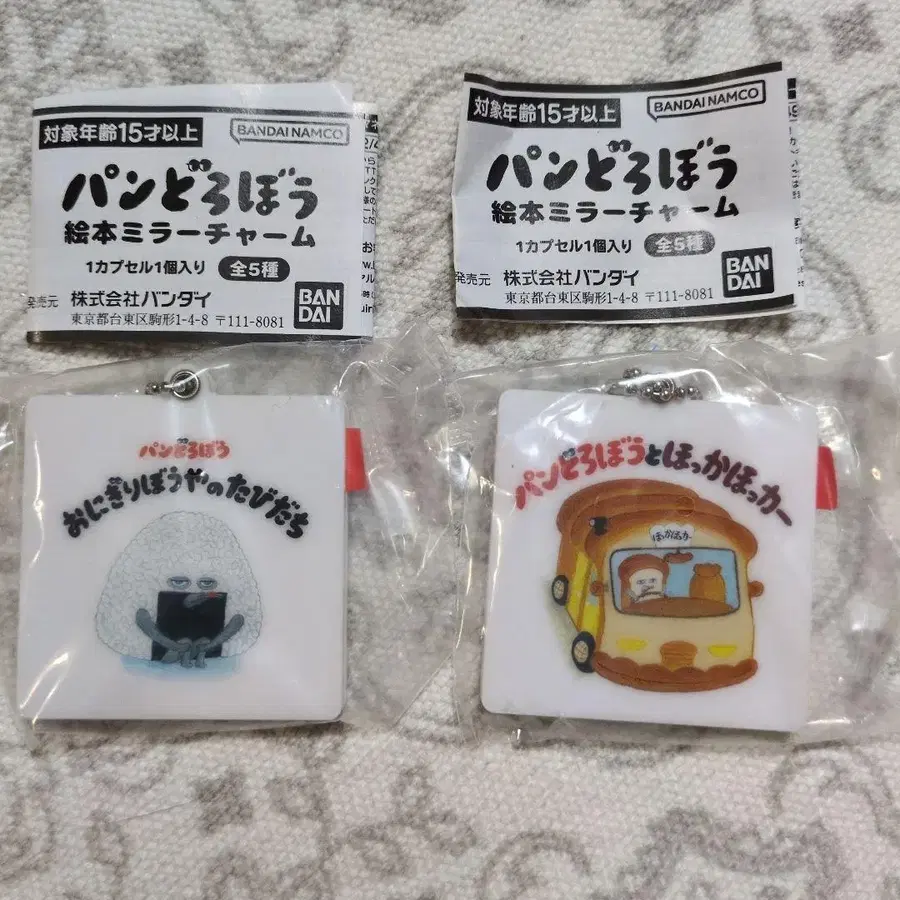 対象年齢15才以上
BANDAI NAMCO
パンどろぼう
絵本ミラーチャーム
1カプセル1個入り 全5種
発売元 株式会社バンダイ
東京都台東区駒形1-4-8 〒111-8081
BAN
DAI
対象年齢15才以上
BANDAI NAMCO
パンどろぼう
絵本ミラーチャーム
1カプセル1個入り 全5種
発売元 株式会社バンダイ
東京都台東区駒形1-4-8 〒111-8081
BAN
DAI
パンどろぼう
おにぎりぼうやのたびだち
パンどろぼうとほっかほっカー
ほっかほっカー